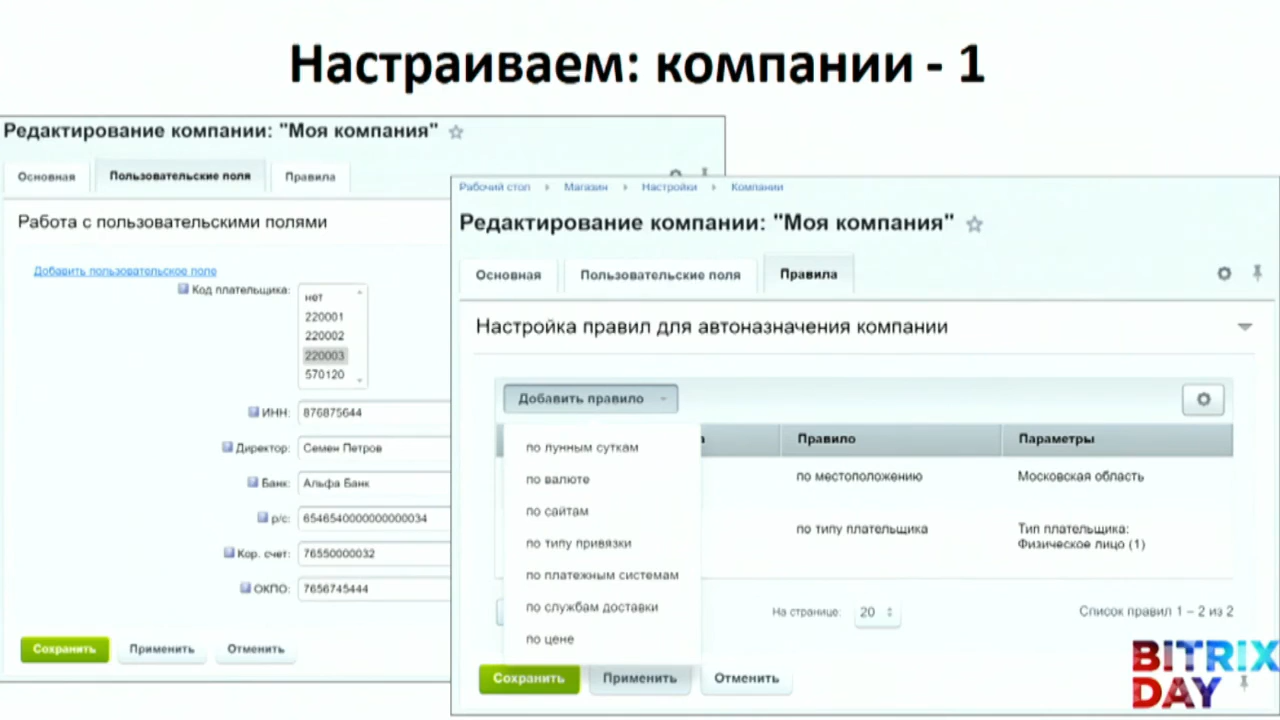 Настраиваем: компании - 1
Редактирование компании: "Моя компания"
Основная Пользовательские поля Правила
Работа с пользовательскими полями
Добавить пользовательское поле
Код плательщика:
нет
220001
220002
220003
570120
ИНН: 876875644
Директор: Семен Петров
Банк: Альфа Банк
р/с: 6546540000000000034
Кор. счет: 76550000032
ОКПО: 7656745444
Сохранить Применить Отменить
Рабочий стол Магазин Настройки Компании
Редактирование компании: "Моя компания"
Основная Пользовательские поля Правила
Настройка правил для автоназначения компании
Добавить правило
а Правило Параметры
по лунным суткам
по валюте
по сайтам
по типу привязки
по платежным системам
по службам доставки
по цене
по местоположению Московская область
по типу плательщика Тип плательщика:
Физическое лицо (1)
На странице: 20 Список правил 1 – 2 из 2
Сохранить Применить Отменить
BITRIX
DAY